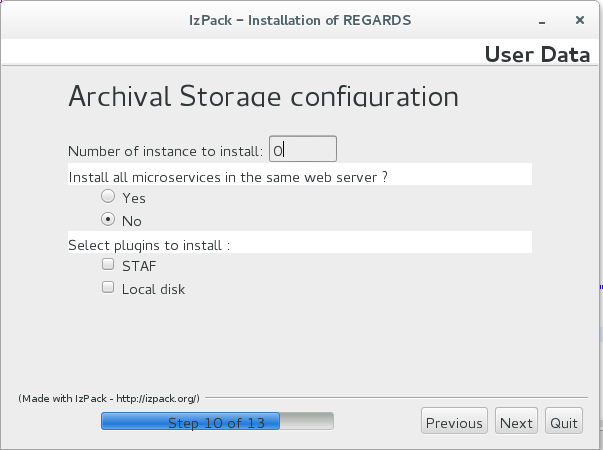 IzPack – Installation of REGARDS
User Data
Archival Storage configuration
Number of instance to install: 0
Install all microservices in the same web server ?
Yes
No
Select plugins to install :
STAF
Local disk
(Made with IzPack - http://izpack.org/)
Step 10 of 13
Previous Next Quit